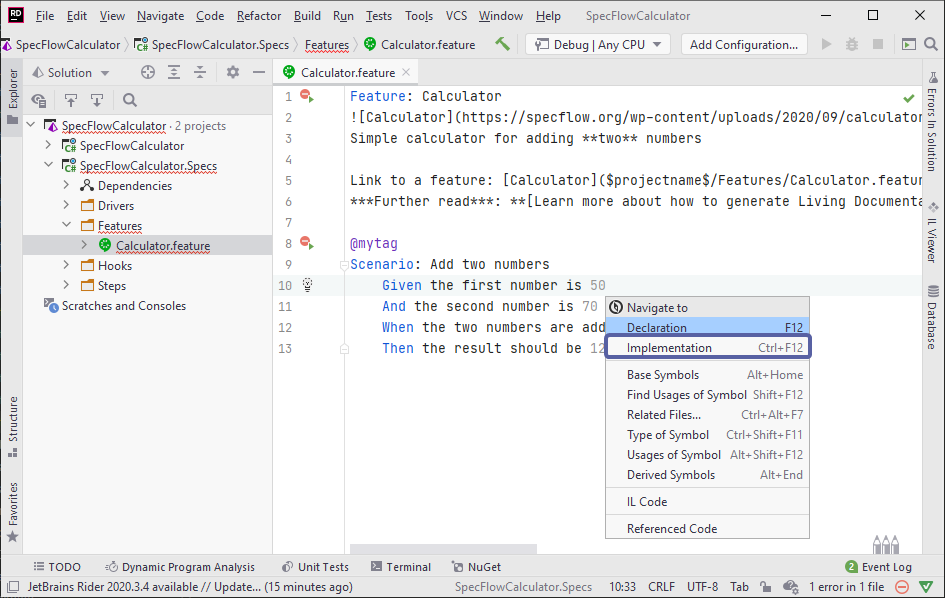 RD File Edit View Navigate Code Refactor Build Run Tests Tools VCS Window Help SpecFlowCalculator
SpecFlowCalculator SpecFlowCalculator.Specs Features Calculator.feature Debug | Any CPU Add Configuration...
Explorer
Solution
SpecFlowCalculator · 2 projects
SpecFlowCalculator
SpecFlowCalculator.Specs
Dependencies
Drivers
Features
Calculator.feature
Hooks
Steps
Scratches and Consoles
Structure
Favorites
Calculator.feature
1 Feature: Calculator
2 ![Calculator](https://specflow.org/wp-content/uploads/2020/09/calculator
3 Simple calculator for adding **two** numbers
4
5 Link to a feature: [Calculator]($projectname$/Features/Calculator.featur
6 ***Further read***: **[Learn more about how to generate Living Documenta
7
8 @mytag
9 Scenario: Add two numbers
10 Given the first number is 50
11 And the second number is 70
12 When the two numbers are add
13 Then the result should be 12
Navigate to
Declaration F12
Implementation Ctrl+F12
Base Symbols Alt+Home
Find Usages of Symbol Shift+F12
Related Files... Ctrl+Alt+F7
Type of Symbol Ctrl+Shift+F11
Usages of Symbol Alt+Shift+F12
Derived Symbols Alt+End
IL Code
Referenced Code
Errors In Solution
IL Viewer
Database
TODO Dynamic Program Analysis Unit Tests Terminal NuGet 2 Event Log
JetBrains Rider 2020.3.4 available // Update... (15 minutes ago) SpecFlowCalculator.Specs 10:33 CRLF UTF-8 Tab 1 error in 1 file